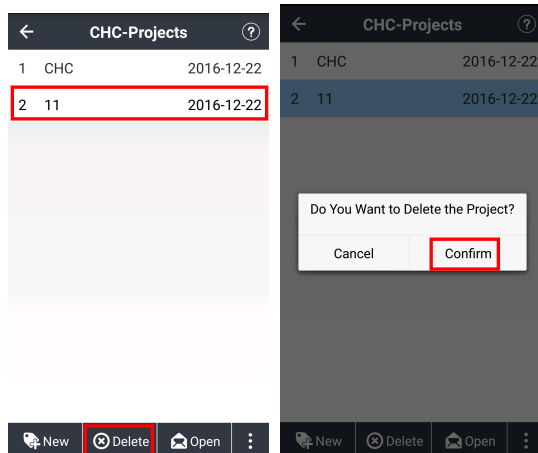 CHC-Projects ?
1 CHC 2016-12-22
2 11 2016-12-22
New Delete Open
CHC-Projects ?
1 CHC 2016-12-22
2 11 2016-12-22
Do You Want to Delete the Project?
Cancel Confirm
New Delete Open